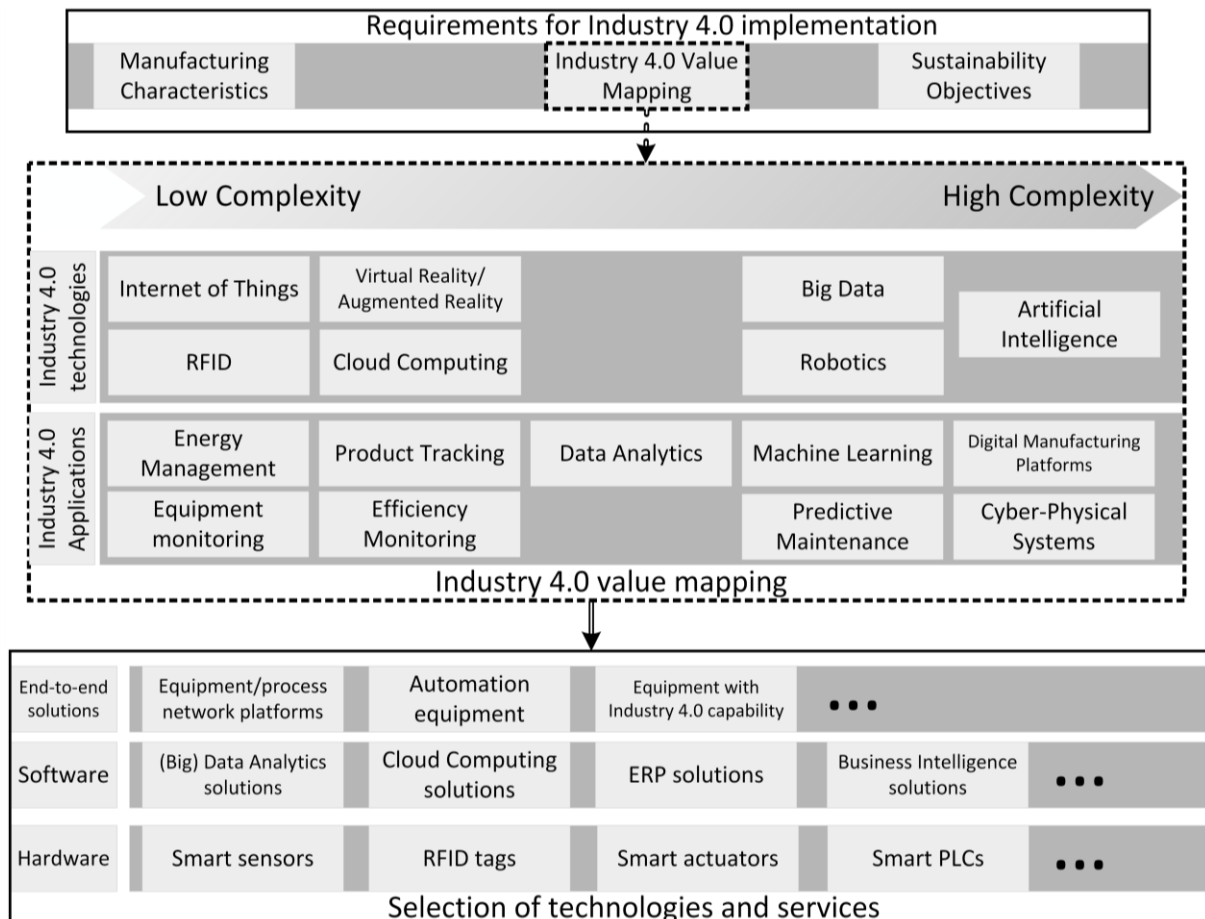 Requirements for Industry 4.0 implementation
Manufacturing
Characteristics
Industry 4.0 Value
Mapping
Sustainability
Objectives
Low Complexity
High Complexity
Industry 4.0
technologies
Internet of Things
Virtual Reality/
Augmented Reality
Big Data
Artificial
Intelligence
RFID
Cloud Computing
Robotics
Industry 4.0
Applications
Energy
Management
Product Tracking
Data Analytics
Machine Learning
Digital Manufacturing
Platforms
Equipment
monitoring
Efficiency
Monitoring
Predictive
Maintenance
Cyber-Physical
Systems
Industry 4.0 value mapping
End-to-end
solutions
Equipment/process
network platforms
Automation
equipment
Equipment with
Industry 4.0 capability
...
Software
(Big) Data Analytics
solutions
Cloud Computing
solutions
ERP solutions
Business Intelligence
solutions
...
Hardware
Smart sensors
RFID tags
Smart actuators
Smart PLCs
...
Selection of technologies and services